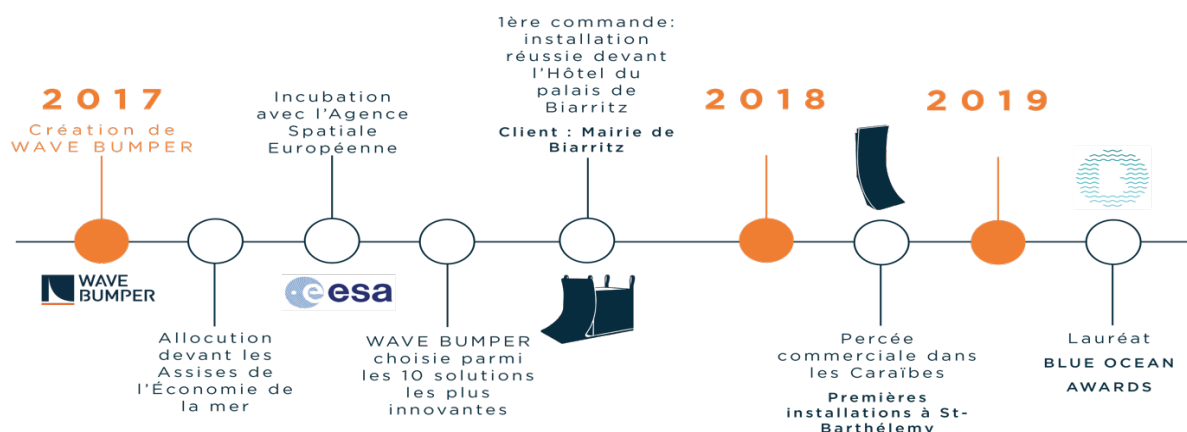 2017
Création de
WAVE BUMPER
WAVE
BUMPER
Allocution
devant les
Assises de
l'Économie de
la mer
Incubation
avec l'Agence
Spatiale
Européenne
esa
WAVE BUMPER
choisie parmi
les 10 solutions
les plus
innovantes
1ère commande:
installation
réussie devant
l'Hôtel du
palais de
Biarritz
Client : Mairie de
Biarritz
2018
Percée
commerciale dans
les Caraïbes
Premières
installations à St-
Barthélemy
2019
Lauréat
BLUE OCEAN
AWARDS